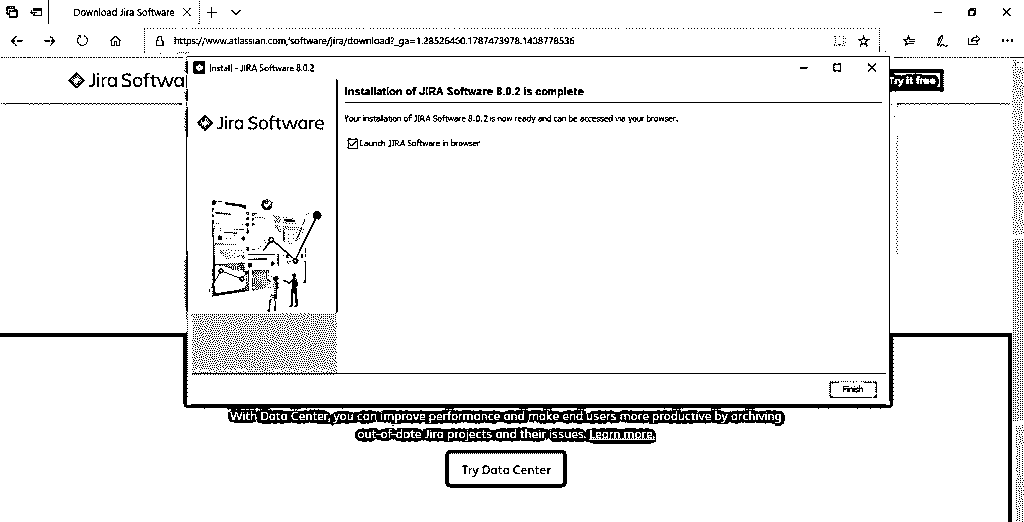 Download Jira Software
https://www.atlassian.com/software/jira/download?_ga=1.28526450.1787473978.1438778536
Jira Softwa
Try it free
Install - JIRA Software 8.0.2
Installation of JIRA Software 8.0.2 is complete
Your installation of JIRA Software 8.0.2 is now ready and can be accessed via your browser.
Jira Software
Launch JIRA Software in browser
Finish
With Data Center, you can improve performance and make end users more productive by archiving
out-of-date Jira projects and their issues. Learn more.
Try Data Center